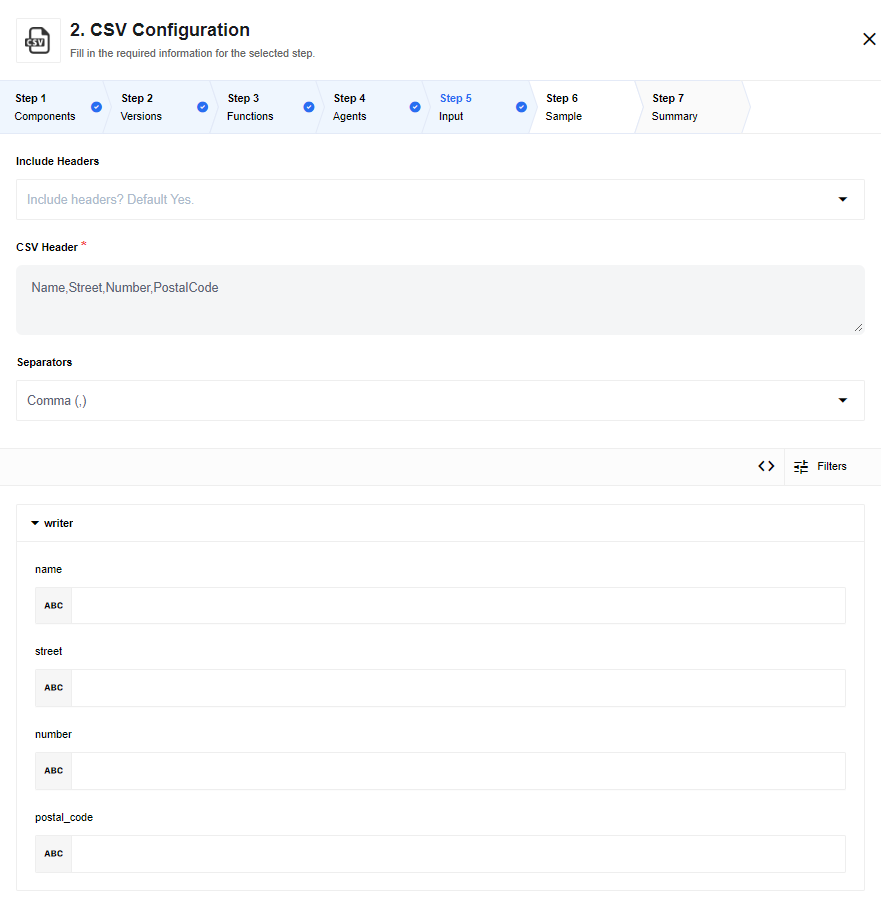 CSV
2. CSV Configuration
Fill in the required information for the selected step.
Step 1
Components
Step 2
Versions
Step 3
Functions
Step 4
Agents
Step 5
Input
Step 6
Sample
Step 7
Summary
Include Headers
Include headers? Default Yes.
CSV Header *
Name,Street,Number,PostalCode
Separators
Comma (,)
Filters
writer
name
ABC
street
ABC
number
ABC
postal_code
ABC